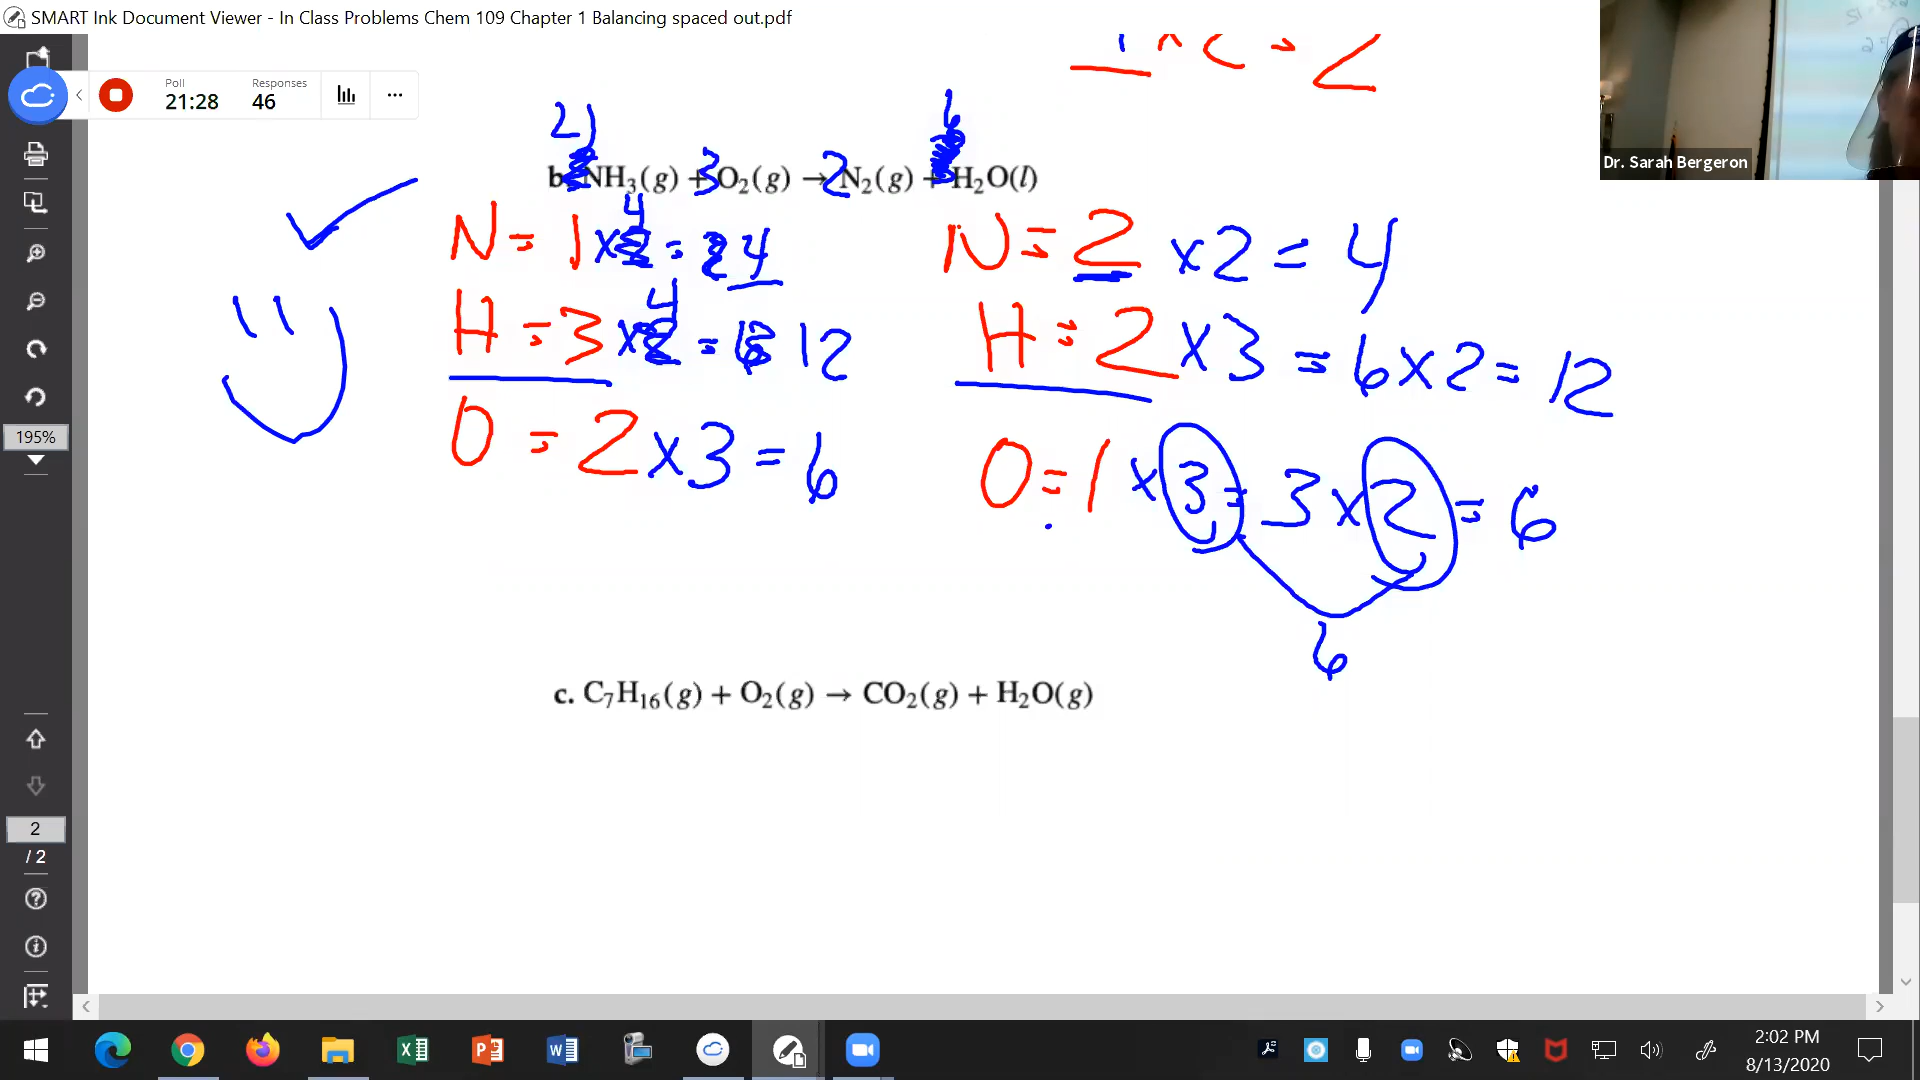 SMART Ink Document Viewer - In Class Problems Chem 109 Chapter 1 Balancing spaced out.pdf
Poll
21:28
Responses
46
Dr. Sarah Bergeron
1 × 2 = 2
4 6
b. NH₃(g) + 3 O₂(g) → 2 N₂(g) + H₂O(l)
N = 1 × 4 = 4
N = 2 × 2 = 4
H = 3 × 4 = 12
H = 2 × 3 = 6 × 2 = 12
O = 2 × 3 = 6
O = 1 × 3 = 3 × 2 = 6
6
c. C₇H₁₆(g) + O₂(g) → CO₂(g) + H₂O(g)
195%
2
/ 2
2:02 PM
8/13/2020